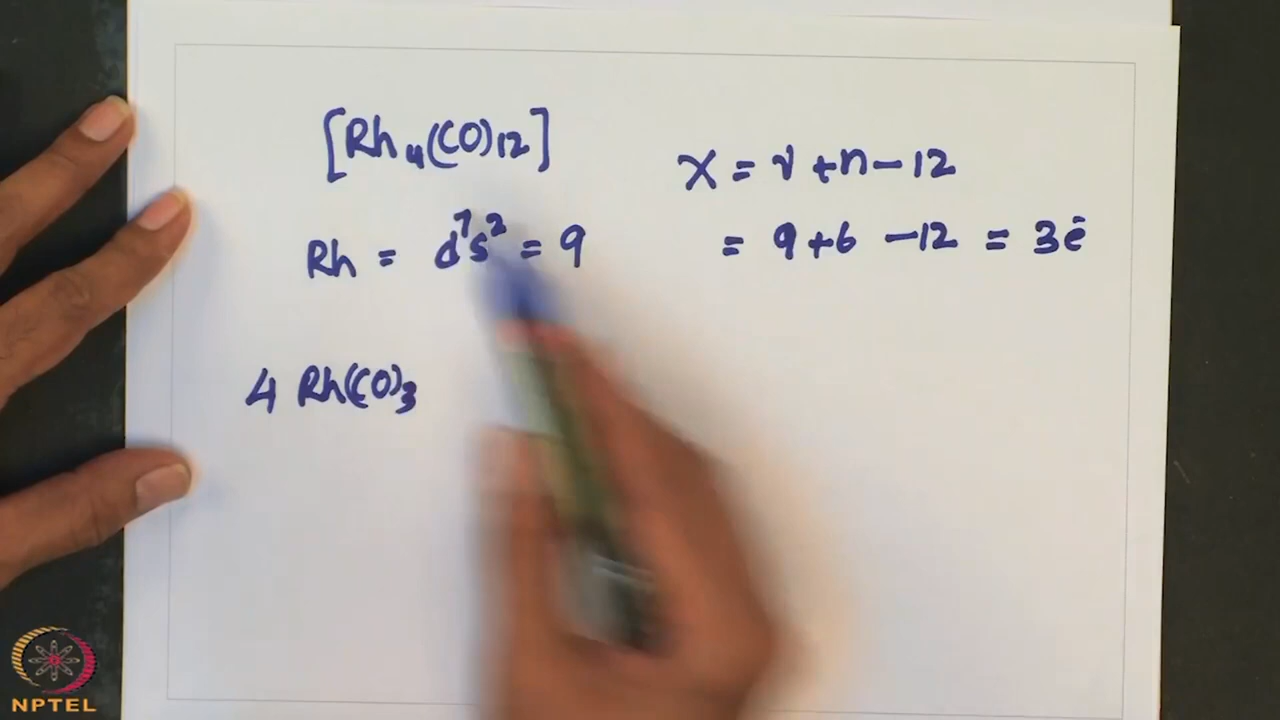 [Rh₄(CO)₁₂]
x = v + n - 12
Rh = d⁷s² = 9
= 9 + 6 - 12 = 3ē
4 Rh(CO)₃
NPTEL